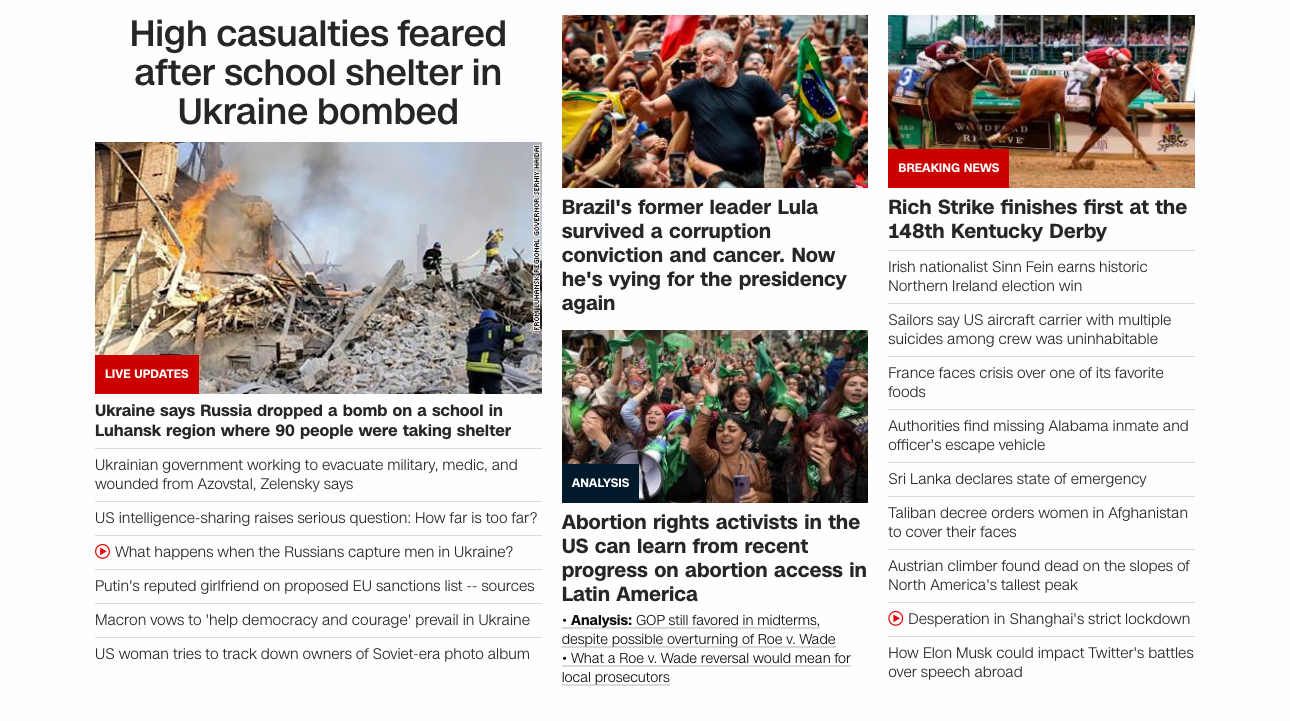 High casualties feared
after school shelter in
Ukraine bombed
FROM LUHANSK REGIONAL GOVERNOR SERHIY HAIDAI
LIVE UPDATES
Ukraine says Russia dropped a bomb on a school in
Luhansk region where 90 people were taking shelter
Ukrainian government working to evacuate military, medic, and
wounded from Azovstal, Zelensky says
US intelligence-sharing raises serious question: How far is too far?
What happens when the Russians capture men in Ukraine?
Putin's reputed girlfriend on proposed EU sanctions list -- sources
Macron vows to 'help democracy and courage' prevail in Ukraine
US woman tries to track down owners of Soviet-era photo album
Brazil's former leader Lula
survived a corruption
conviction and cancer. Now
he's vying for the presidency
again
ANALYSIS
Abortion rights activists in the
US can learn from recent
progress on abortion access in
Latin America
• Analysis: GOP still favored in midterms,
despite possible overturning of Roe v. Wade
• What a Roe v. Wade reversal would mean for
local prosecutors
3
4
WOODFORD
RESERVE
NBC
Sports
BREAKING NEWS
Rich Strike finishes first at the
148th Kentucky Derby
Irish nationalist Sinn Fein earns historic
Northern Ireland election win
Sailors say US aircraft carrier with multiple
suicides among crew was uninhabitable
France faces crisis over one of its favorite
foods
Authorities find missing Alabama inmate and
officer's escape vehicle
Sri Lanka declares state of emergency
Taliban decree orders women in Afghanistan
to cover their faces
Austrian climber found dead on the slopes of
North America's tallest peak
Desperation in Shanghai's strict lockdown
How Elon Musk could impact Twitter's battles
over speech abroad